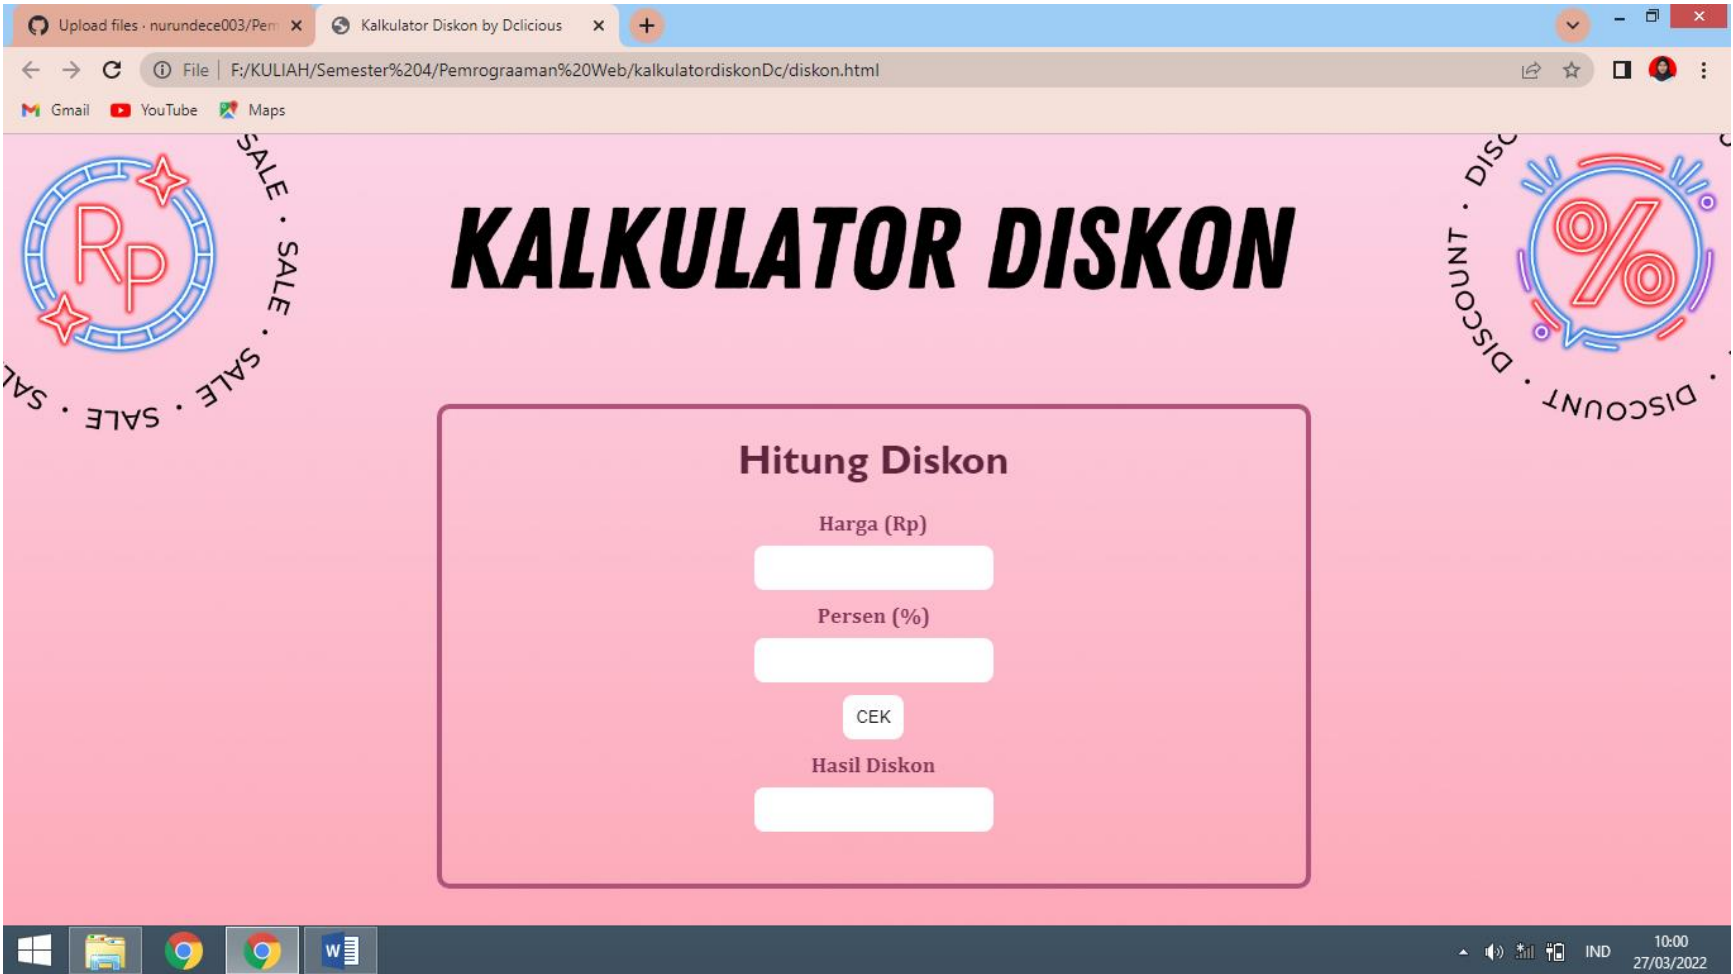 Upload files · nurundece003/Pem
Kalkulator Diskon by Dclicious
File
F:/KULIAH/Semester%204/Pemrograaman%20Web/kalkulatordiskonDc/diskon.html
Gmail
YouTube
Maps
SALE · SALE · SALE · SALE · SALE
Rp
KALKULATOR DISKON
DISCOUNT · DISCOUNT · DISC
%
Hitung Diskon
Harga (Rp)
Persen (%)
CEK
Hasil Diskon
W
IND
10:00
27/03/2022